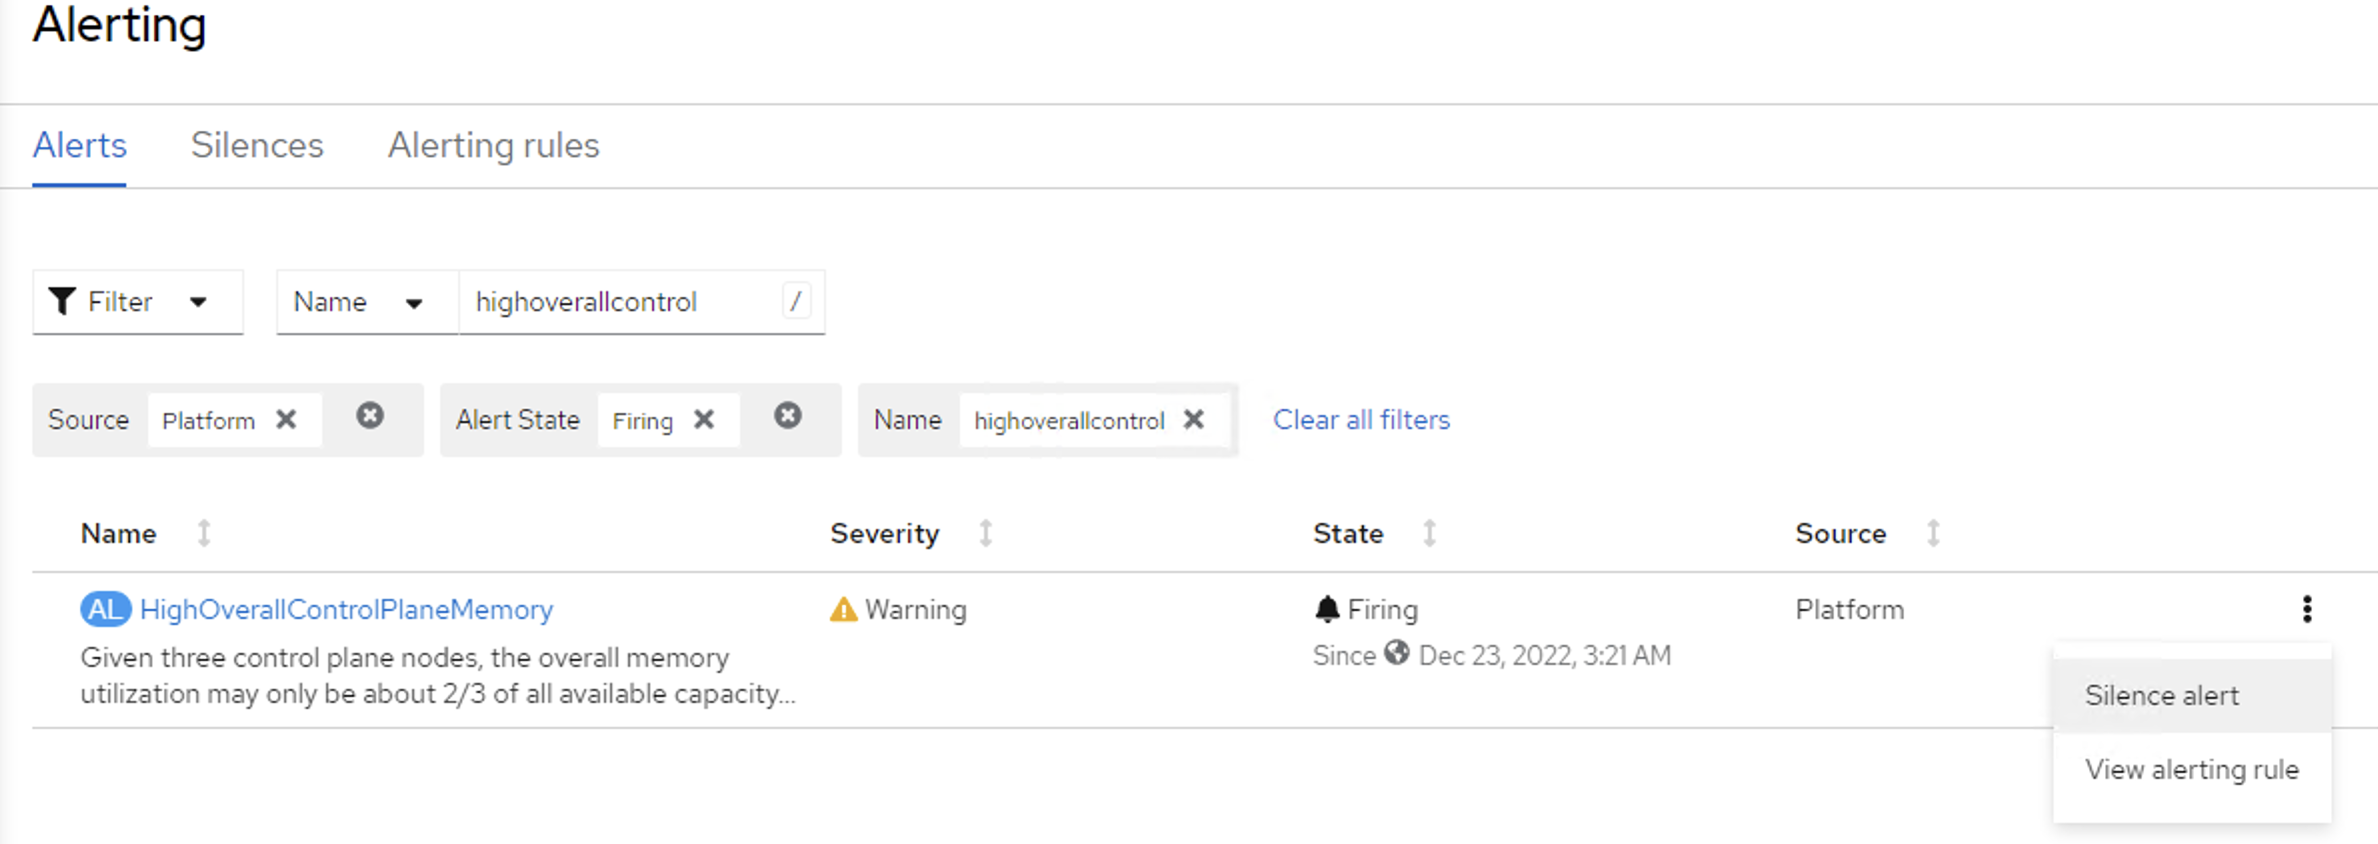 Alerting
Alerts Silences Alerting rules
Filter Name highoverallcontrol /
Source Platform Alert State Firing Name highoverallcontrol Clear all filters
Name Severity State Source
AL HighOverallControlPlaneMemory Warning Firing Platform
Given three control plane nodes, the overall memory Since Dec 23, 2022, 3:21 AM
utilization may only be about 2/3 of all available capacity...
Silence alert
View alerting rule